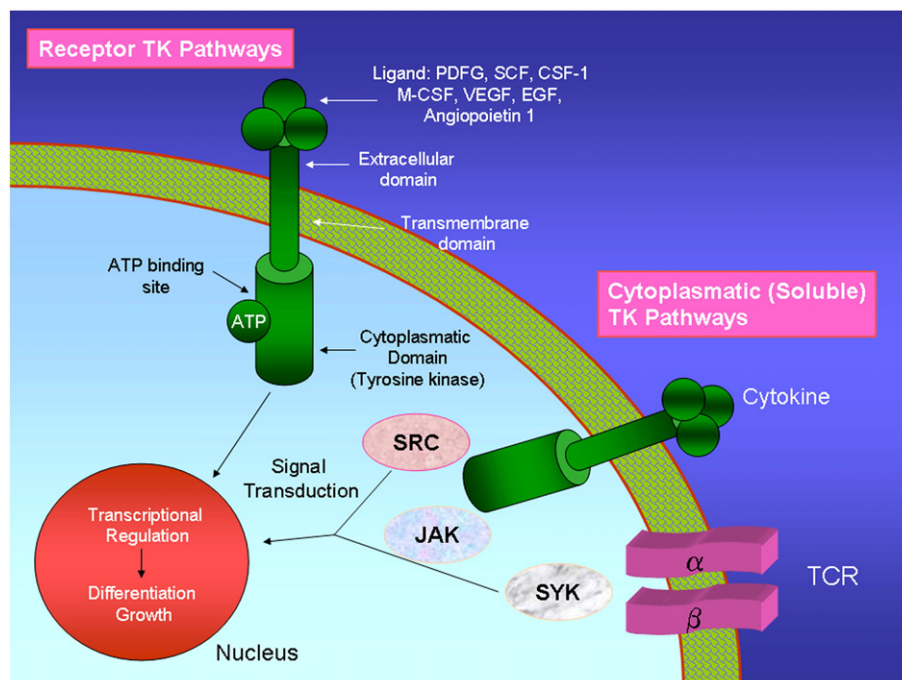 Receptor TK Pathways
Ligand: PDFG, SCF, CSF-1
M-CSF, VEGF, EGF,
Angiopoietin 1
Extracellular
domain
Transmembrane
domain
ATP binding
site
ATP
Cytoplasmatic
Domain
(Tyrosine kinase)
Cytoplasmatic (Soluble)
TK Pathways
Cytokine
SRC
Signal
Transduction
JAK
SYK
α
β
TCR
Transcriptional
Regulation
Differentiation
Growth
Nucleus